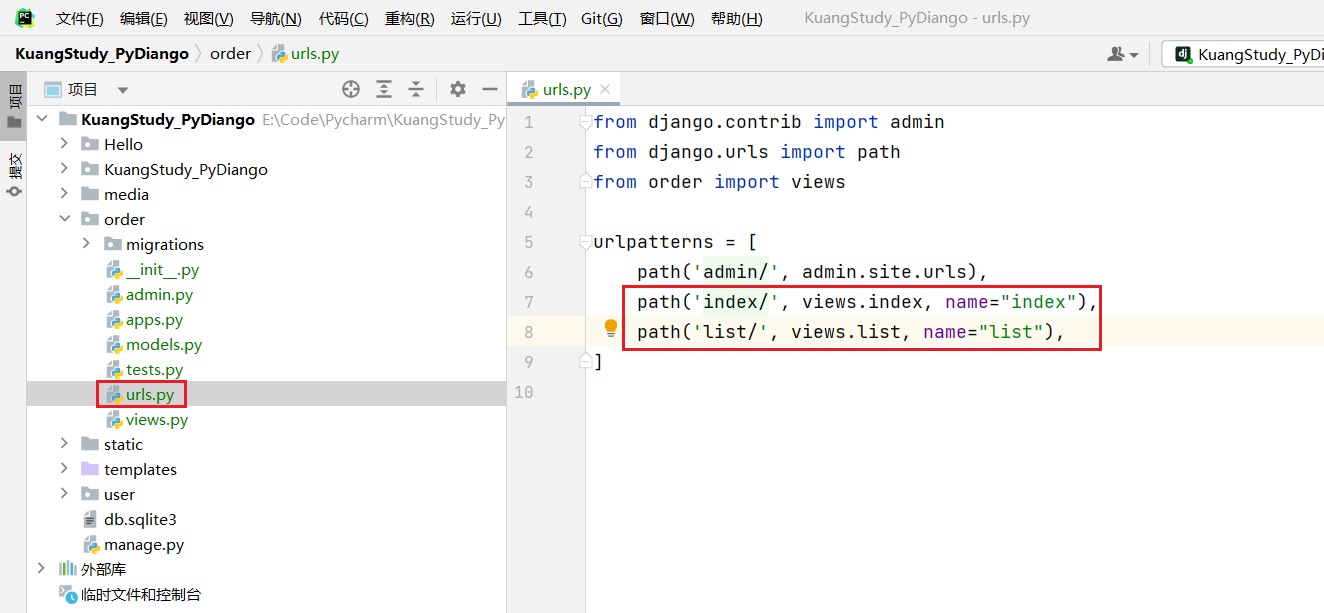 PC 文件(F) 编辑(E) 视图(V) 导航(N) 代码(C) 重构(R) 运行(U) 工具(T) Git(G) 窗口(W) 帮助(H) KuangStudy_PyDiango - urls.py
KuangStudy_PyDiango order urls.py dj KuangStudy_PyDi
项目
提交
项目
KuangStudy_PyDiango E:\Code\Pycharm\KuangStudy_Py
Hello
KuangStudy_PyDiango
media
order
migrations
__init__.py
admin.py
apps.py
models.py
tests.py
urls.py
views.py
static
templates
user
db.sqlite3
manage.py
外部库
临时文件和控制台
urls.py
1 from django.contrib import admin
2 from django.urls import path
3 from order import views
4
5 urlpatterns = [
6 path('admin/', admin.site.urls),
7 path('index/', views.index, name="index"),
8 path('list/', views.list, name="list"),
9 ]
10